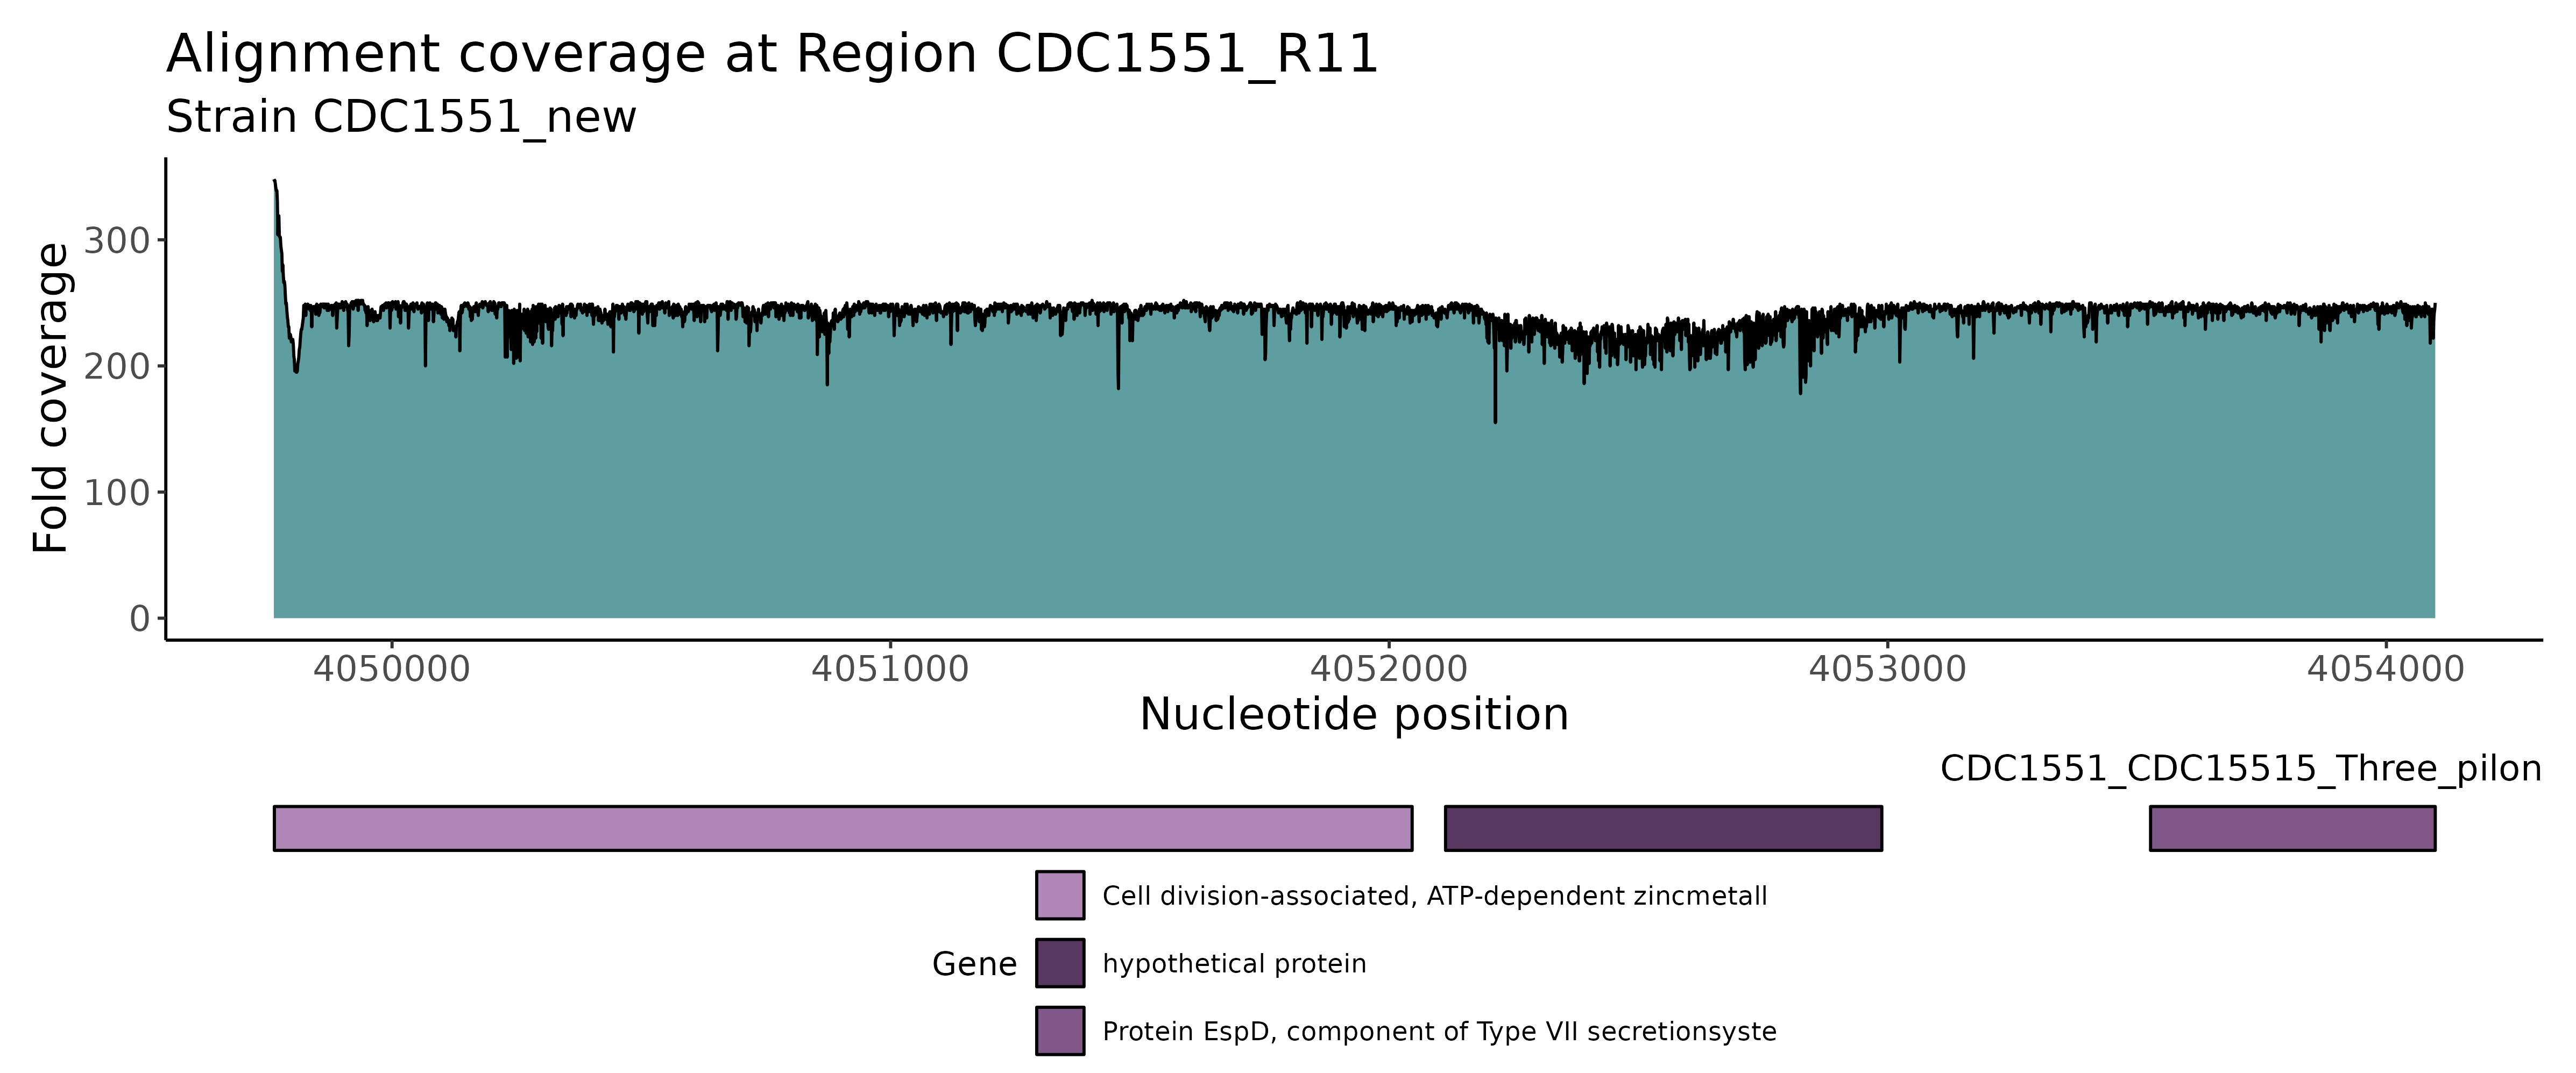 Alignment coverage at Region CDC1551_R11
Strain CDC1551_new
Fold coverage
300
200
100
0
4050000 4051000 4052000 4053000 4054000
Nucleotide position
CDC1551_CDC15515_Three_pilon
Gene
Cell division-associated, ATP-dependent zincmetall
hypothetical protein
Protein EspD, component of Type VII secretionsyste